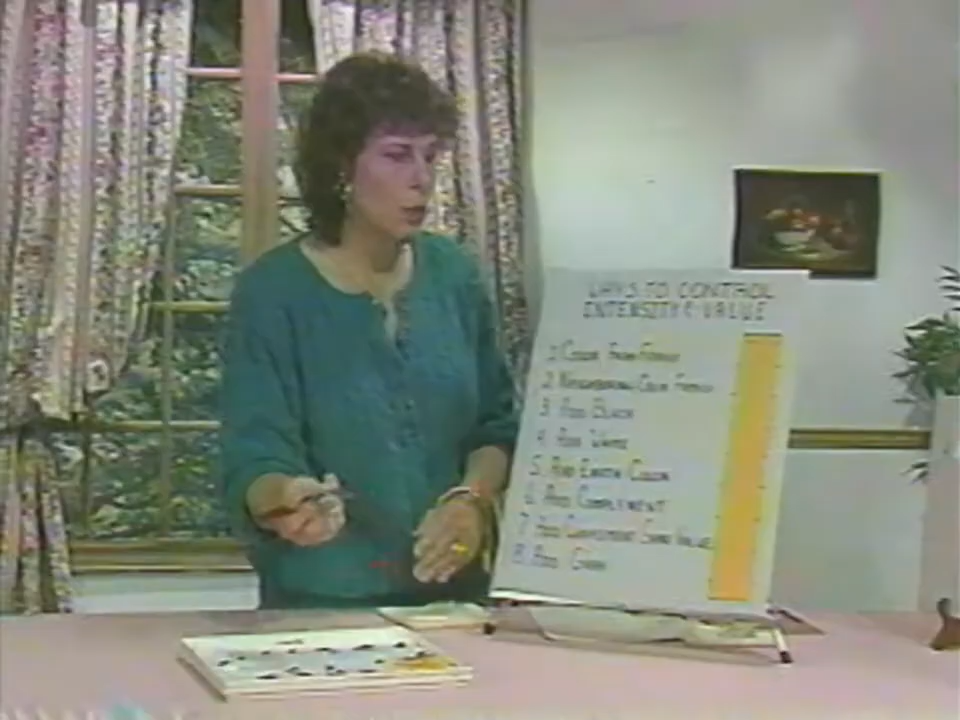 WAYS TO CONTROL
INTENSITY & VALUE
1. COLOR FROM FAMILY
2. NEIGHBORING COLOR FAMILY
3. ADD BLACK
4. ADD WHITE
5. ADD EARTH COLOR
6. ADD COMPLEMENT
7. ADD COMPLEMENT SAME VALUE
8. ADD GRAY